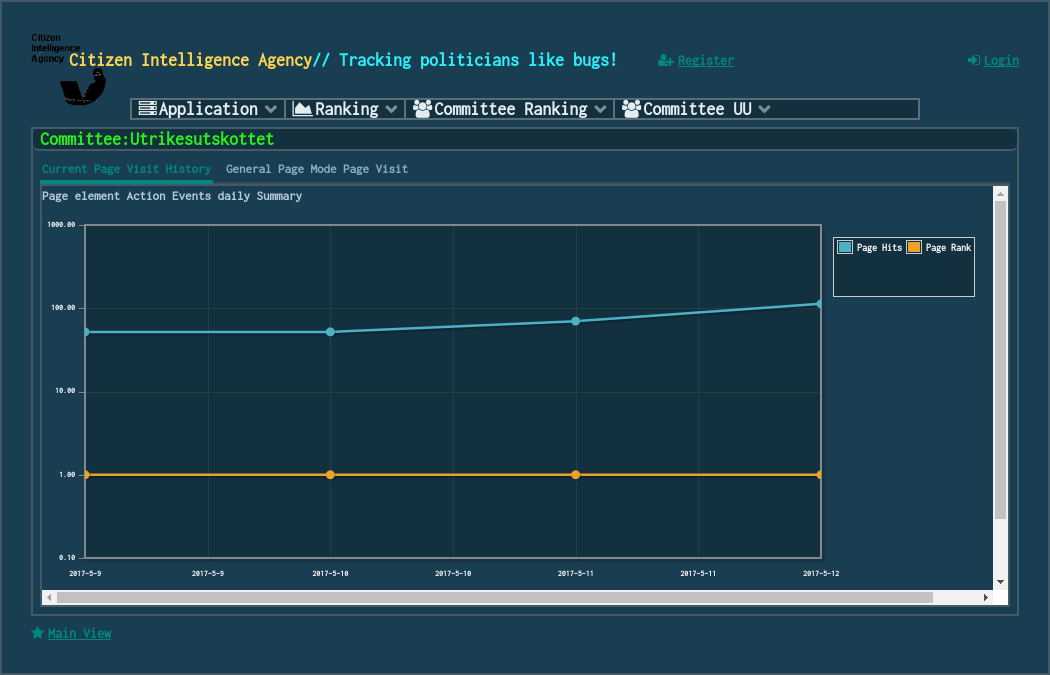 Citizen
Intelligence
Agency
Citizen Intelligence Agency// Tracking politicians like bugs!
Register
Login
Application
Ranking
Committee Ranking
Committee UU
Committee:Utrikesutskottet
Current Page Visit History
General Page Mode Page Visit
Page element Action Events daily Summary
1000.00
100.00
10.00
1.00
0.10
2017-5-9
2017-5-9
2017-5-10
2017-5-10
2017-5-11
2017-5-11
2017-5-12
Page Hits
Page Rank
Main View